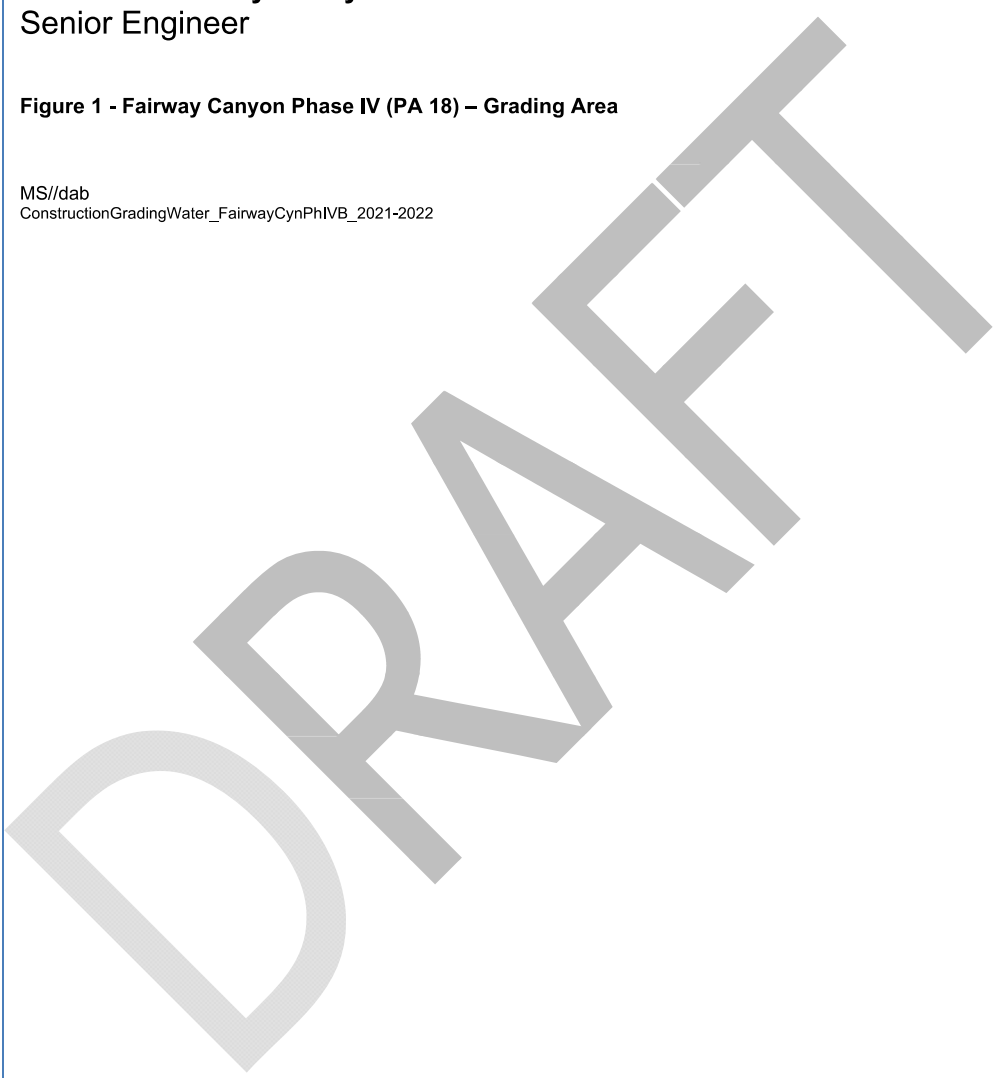 Senior Engineer
Figure 1 - Fairway Canyon Phase IV (PA 18) – Grading Area
MS//dab
ConstructionGradingWater_FairwayCynPhIVB_2021-2022
DRAFT